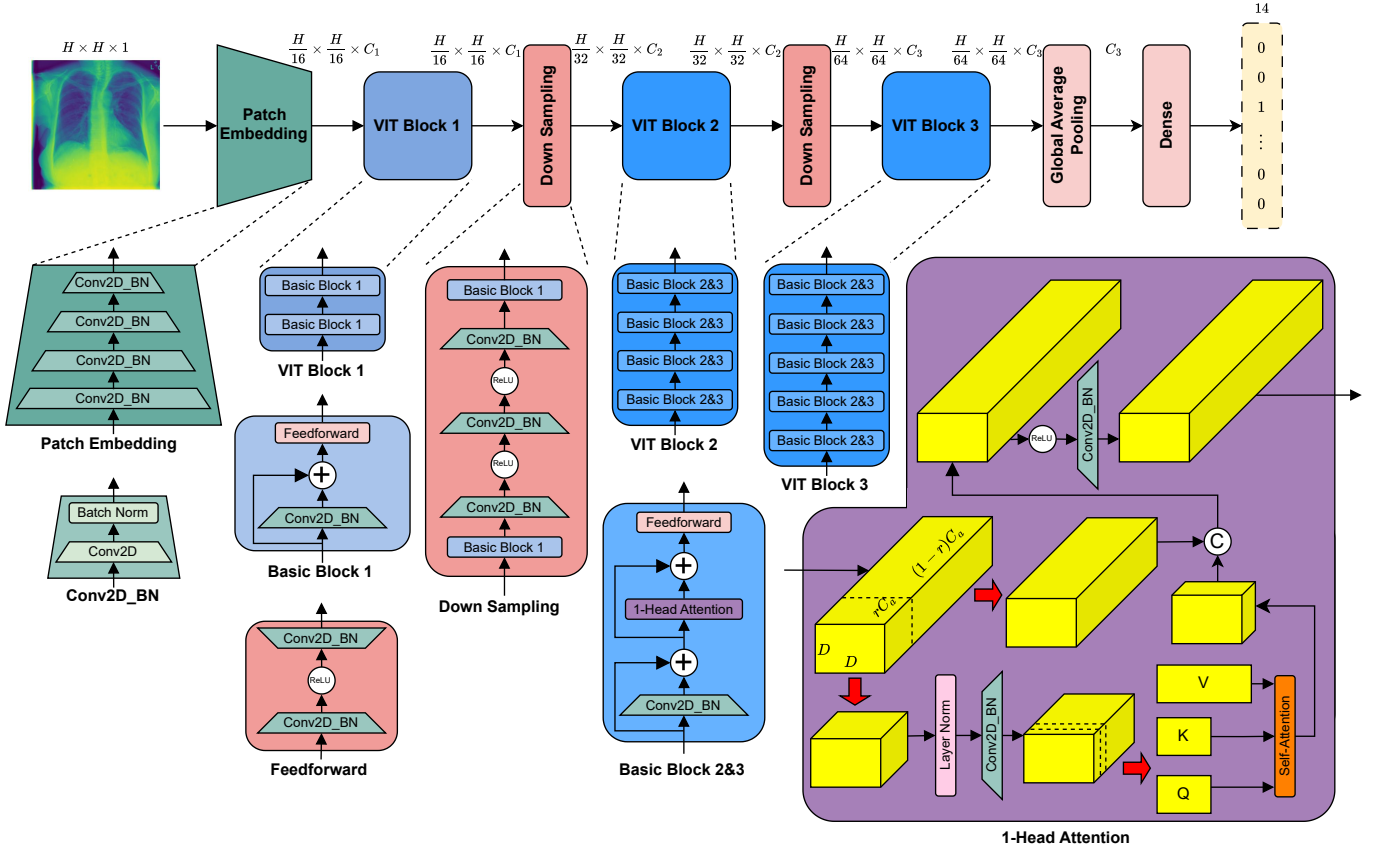 H × H × 1
H/16 × H/16 × C₁
H/16 × H/16 × C₁
H/32 × H/32 × C₂
H/32 × H/32 × C₂
H/64 × H/64 × C₃
H/64 × H/64 × C₃
C₃
14
Patch
Embedding
VIT Block 1
Down Sampling
VIT Block 2
Down Sampling
VIT Block 3
Global Average
Pooling
Dense
0
0
1
⋮
0
0
Conv2D_BN
Conv2D_BN
Conv2D_BN
Conv2D_BN
Patch Embedding
Basic Block 1
Basic Block 1
VIT Block 1
Basic Block 1
Conv2D_BN
ReLU
Conv2D_BN
ReLU
Conv2D_BN
Basic Block 1
Down Sampling
Basic Block 2&3
Basic Block 2&3
Basic Block 2&3
Basic Block 2&3
VIT Block 2
Basic Block 2&3
Basic Block 2&3
Basic Block 2&3
Basic Block 2&3
Basic Block 2&3
VIT Block 3
Batch Norm
Conv2D
Conv2D_BN
Feedforward
+
Conv2D_BN
Basic Block 1
Conv2D_BN
ReLU
Conv2D_BN
Feedforward
Feedforward
+
1-Head Attention
+
Conv2D_BN
Basic Block 2&3
ReLU
Conv2D_BN
C
(1 − r)Cₐ
rCₐ
D
D
Layer Norm
Conv2D_BN
V
K
Q
Self-Attention
1-Head Attention